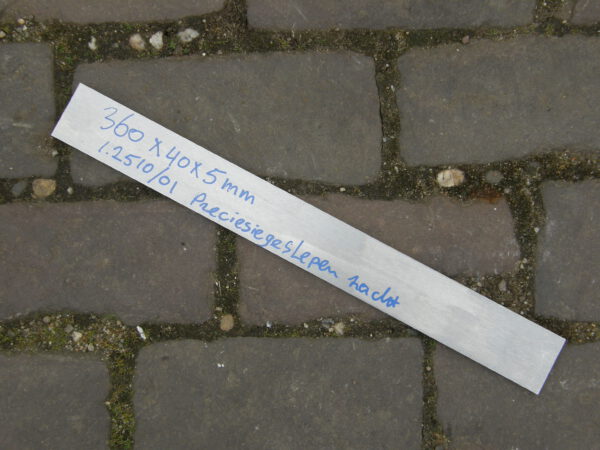 360 x 40 x 5 mm
1.2510/01 Preciesiegeslepen zacht